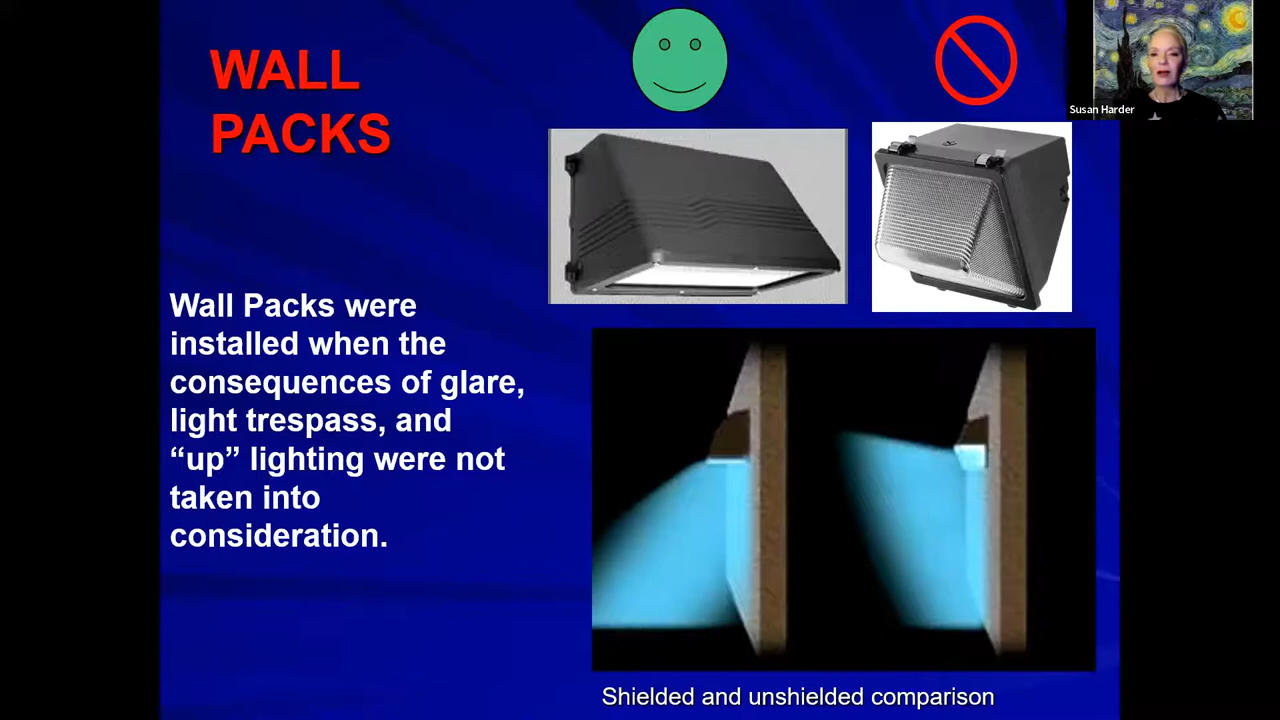 WALL
PACKS
Susan Harder
Wall Packs were
installed when the
consequences of glare,
light trespass, and
“up” lighting were not
taken into
consideration.
Shielded and unshielded comparison